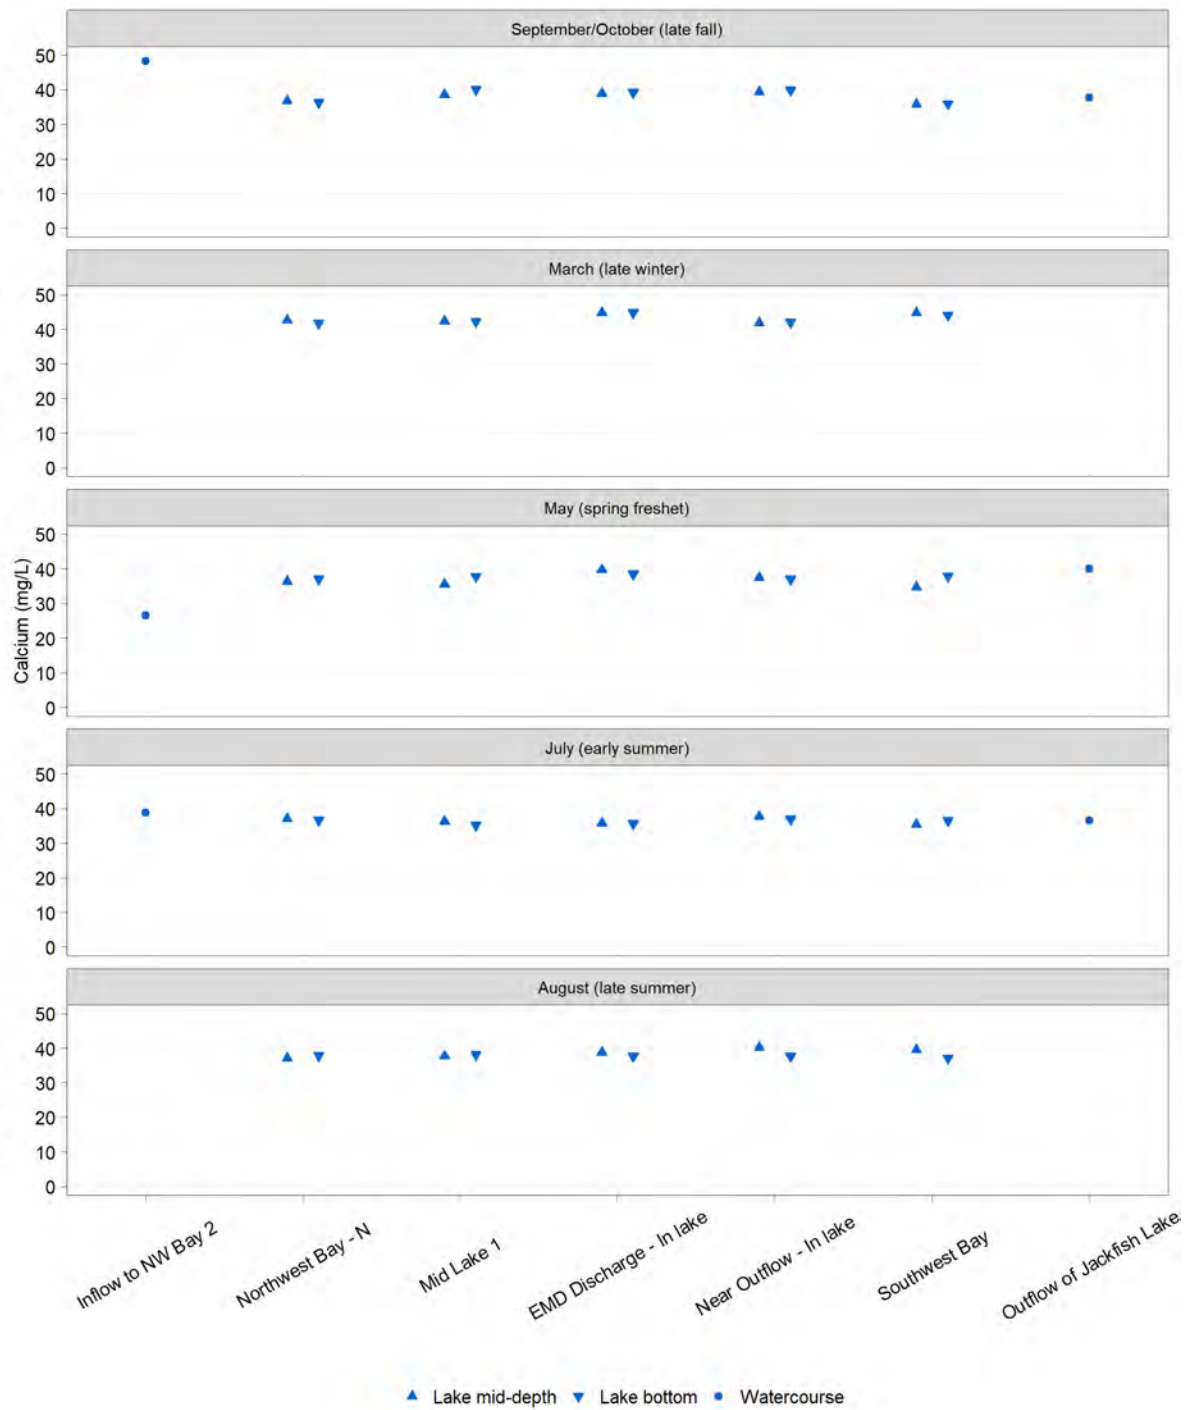 September/October (late fall)
50
40
30
20
10
0
March (late winter)
50
40
30
20
10
0
May (spring freshet)
50
40
30
20
10
0
Calcium (mg/L)
July (early summer)
50
40
30
20
10
0
August (late summer)
50
40
30
20
10
0
Inflow to NW Bay 2
Northwest Bay - N
Mid Lake 1
EMD Discharge - In lake
Near Outflow - In lake
Southwest Bay
Outflow of Jackfish Lake
Lake mid-depth Lake bottom Watercourse